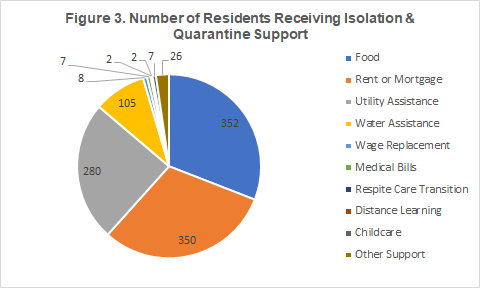 Figure 3. Number of Residents Receiving Isolation &
Quarantine Support
7
2
2
7
26
8
105
352
280
350
Food
Rent or Mortgage
Utility Assistance
Water Assistance
Wage Replacement
Medical Bills
Respite Care Transition
Distance Learning
Childcare
Other Support